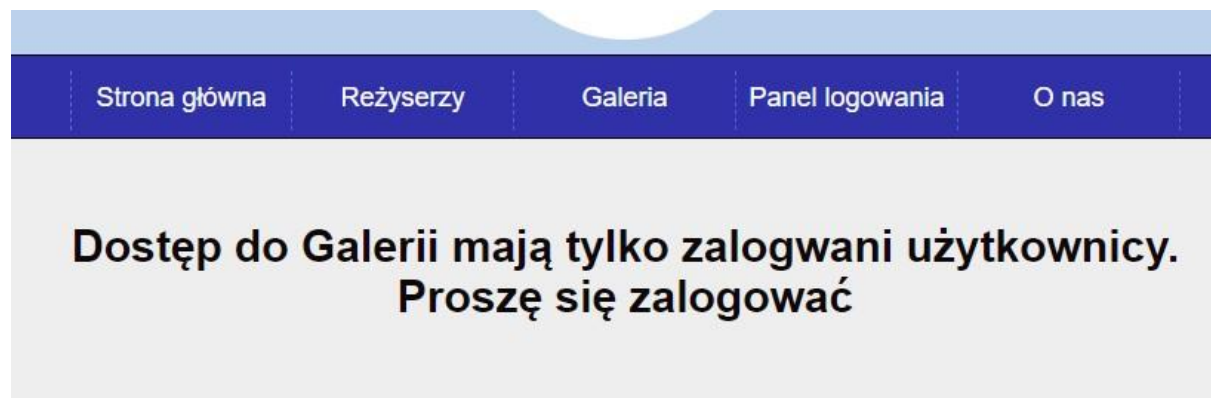 Strona główna Reżyserzy Galeria Panel logowania O nas
Dostęp do Galerii mają tylko zalogwani użytkownicy.
Proszę się zalogować